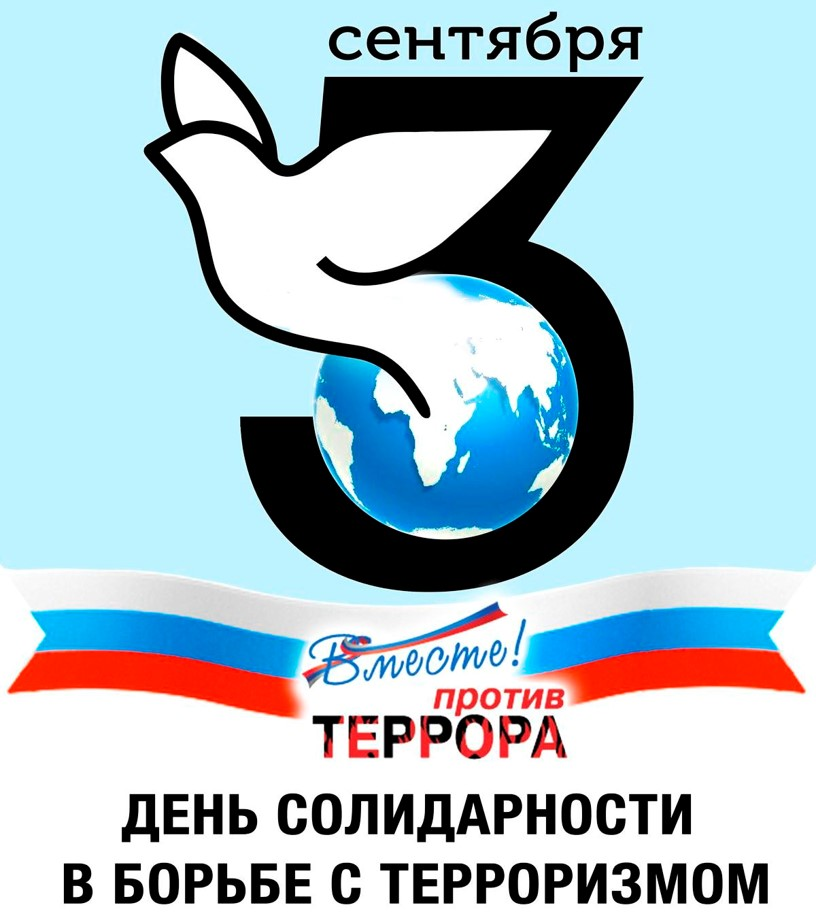 сентября
3
Вместе!
против
ТЕРРОРА
ДЕНЬ СОЛИДАРНОСТИ
В БОРЬБЕ С ТЕРРОРИЗМОМ